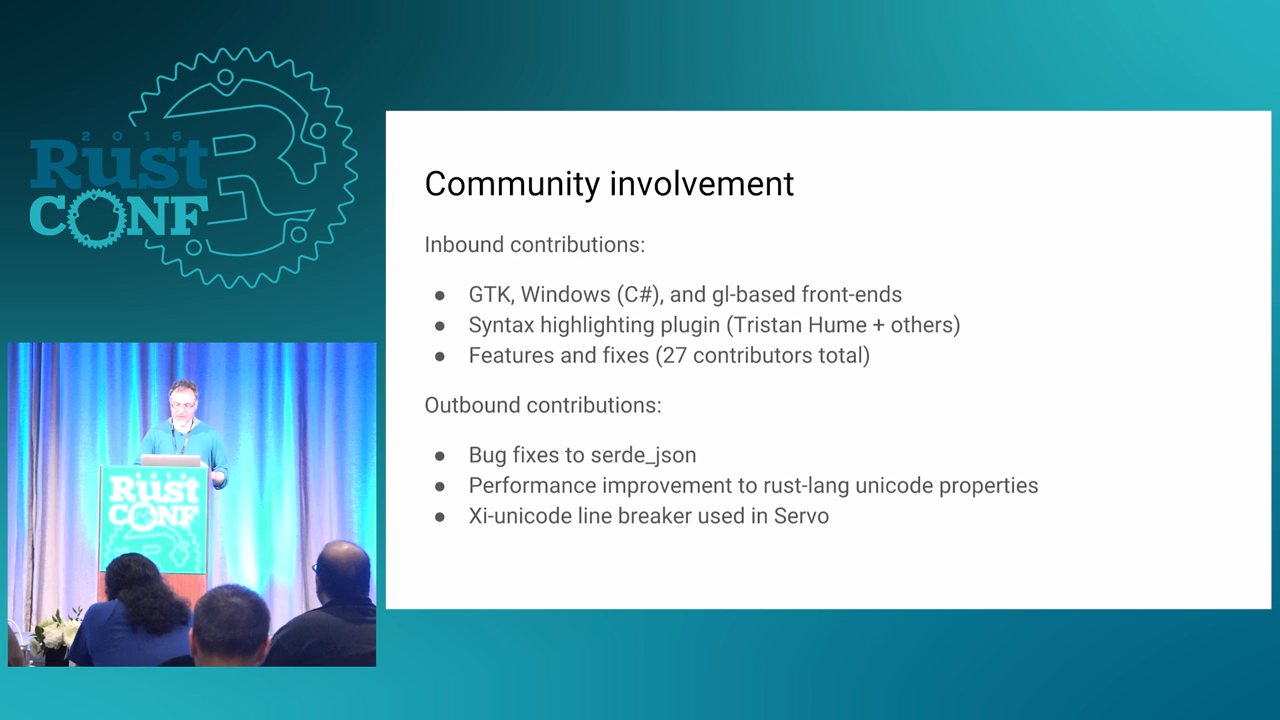 2016
Rust
CONF
Community involvement
Inbound contributions:
● GTK, Windows (C#), and gl-based front-ends
● Syntax highlighting plugin (Tristan Hume + others)
● Features and fixes (27 contributors total)
Outbound contributions:
● Bug fixes to serde_json
● Performance improvement to rust-lang unicode properties
● Xi-unicode line breaker used in Servo
2016
Rust
CONF